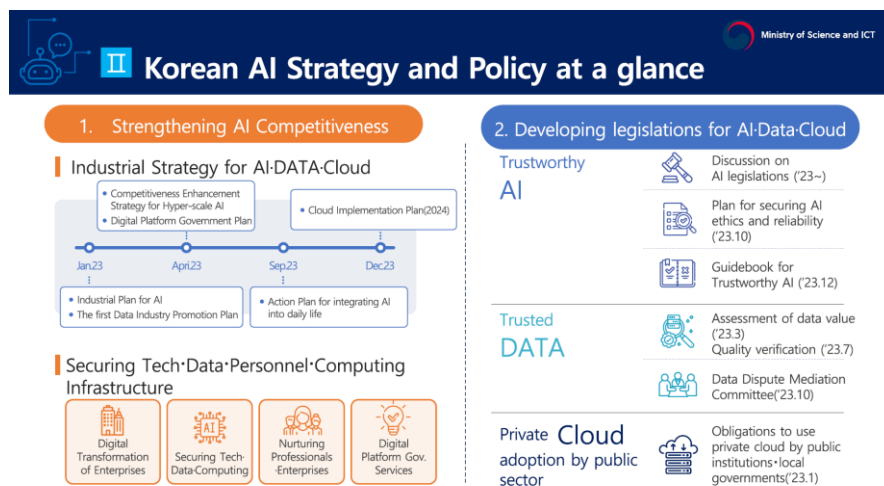 Ministry of Science and ICT
Ⅱ Korean AI Strategy and Policy at a glance
1. Strengthening AI Competitiveness
Industrial Strategy for AI·DATA·Cloud
• Competitiveness Enhancement
Strategy for Hyper-scale AI
• Digital Platform Government Plan
• Cloud Implementation Plan(2024)
Jan.23
Apri.23
Sep.23
Dec.23
• Industrial Plan for AI
• The first Data Industry Promotion Plan
• Action Plan for integrating AI
into daily life
Securing Tech·Data·Personnel·Computing
Infrastructure
Digital
Transformation
of Enterprises
AI
Securing Tech·
Data·Computing
Nurturing
Professionals
·Enterprises
Digital
Platform Gov.
Services
2. Developing legislations for AI·Data·Cloud
Trustworthy
AI
Discussion on
AI legislations ('23~)
Plan for securing AI
ethics and reliability
('23.10)
Guidebook for
Trustworthy AI ('23.12)
Trusted
DATA
Assessment of data value
('23.3)
Quality verification ('23.7)
Data Dispute Mediation
Committee('23.10)
Private Cloud
adoption by public
sector
Obligations to use
private cloud by public
institutions·local
governments('23.1)